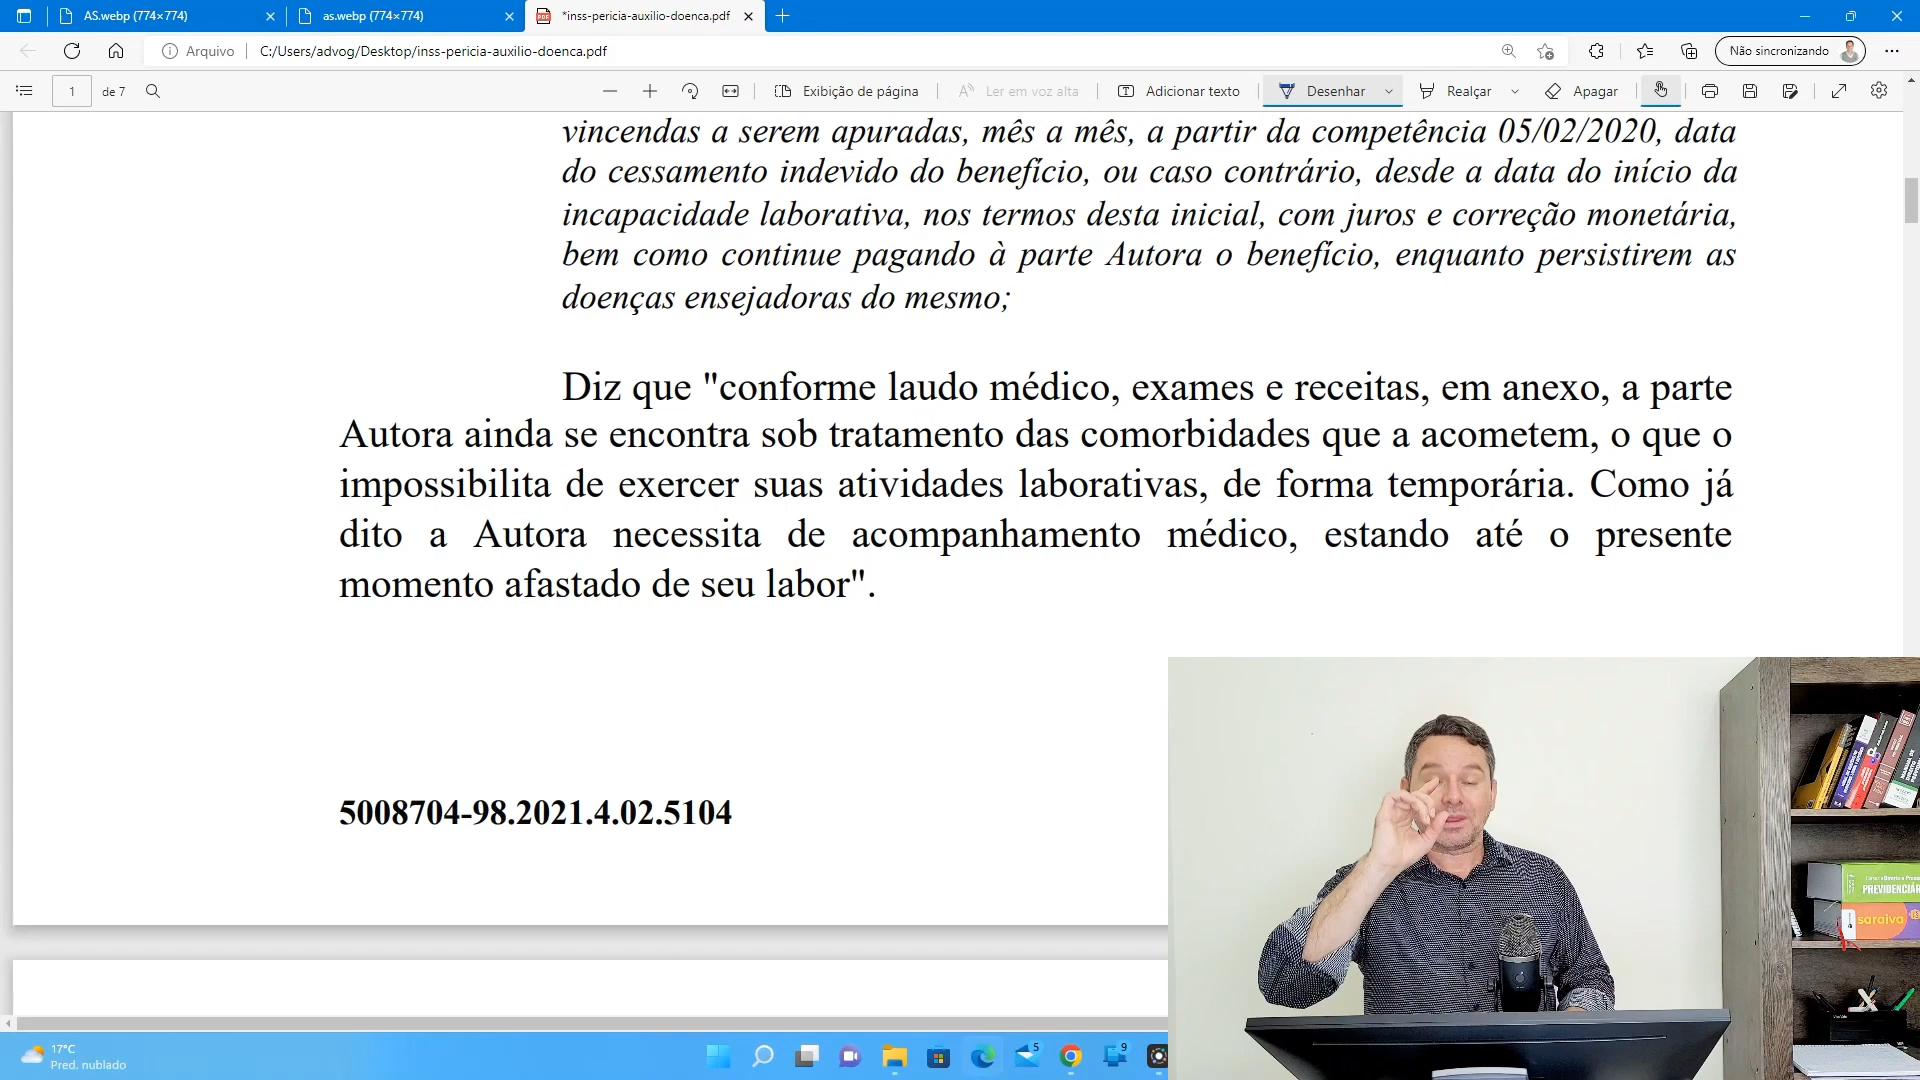 AS.webp (774×774)
as.webp (774×774)
*inss-pericia-auxilio-doenca.pdf
Arquivo
C:/Users/advog/Desktop/inss-pericia-auxilio-doenca.pdf
Não sincronizando
1
de 7
Exibição de página
Ler em voz alta
Adicionar texto
Desenhar
Realçar
Apagar
vincendas a serem apuradas, mês a mês, a partir da competência 05/02/2020, data
do cessamento indevido do benefício, ou caso contrário, desde a data do início da
incapacidade laborativa, nos termos desta inicial, com juros e correção monetária,
bem como continue pagando à parte Autora o benefício, enquanto persistirem as
doenças ensejadoras do mesmo;
Diz que "conforme laudo médico, exames e receitas, em anexo, a parte
Autora ainda se encontra sob tratamento das comorbidades que a acometem, o que o
impossibilita de exercer suas atividades laborativas, de forma temporária. Como já
dito a Autora necessita de acompanhamento médico, estando até o presente
momento afastado de seu labor".
5008704-98.2021.4.02.5104
PREVIDENCIÁR
saraiva
17°C
Pred. nublado
5
9